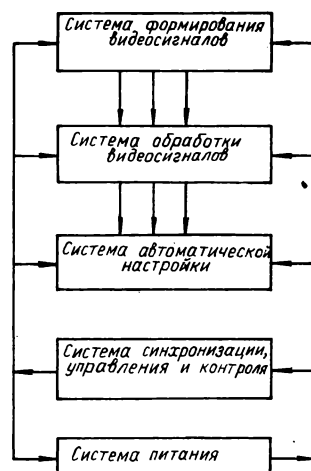 Система формирования
видеосигналов
Система обработки
видеосигналов
Система автоматической
настройки
Система синхронизации,
управления и контроля
Система питания